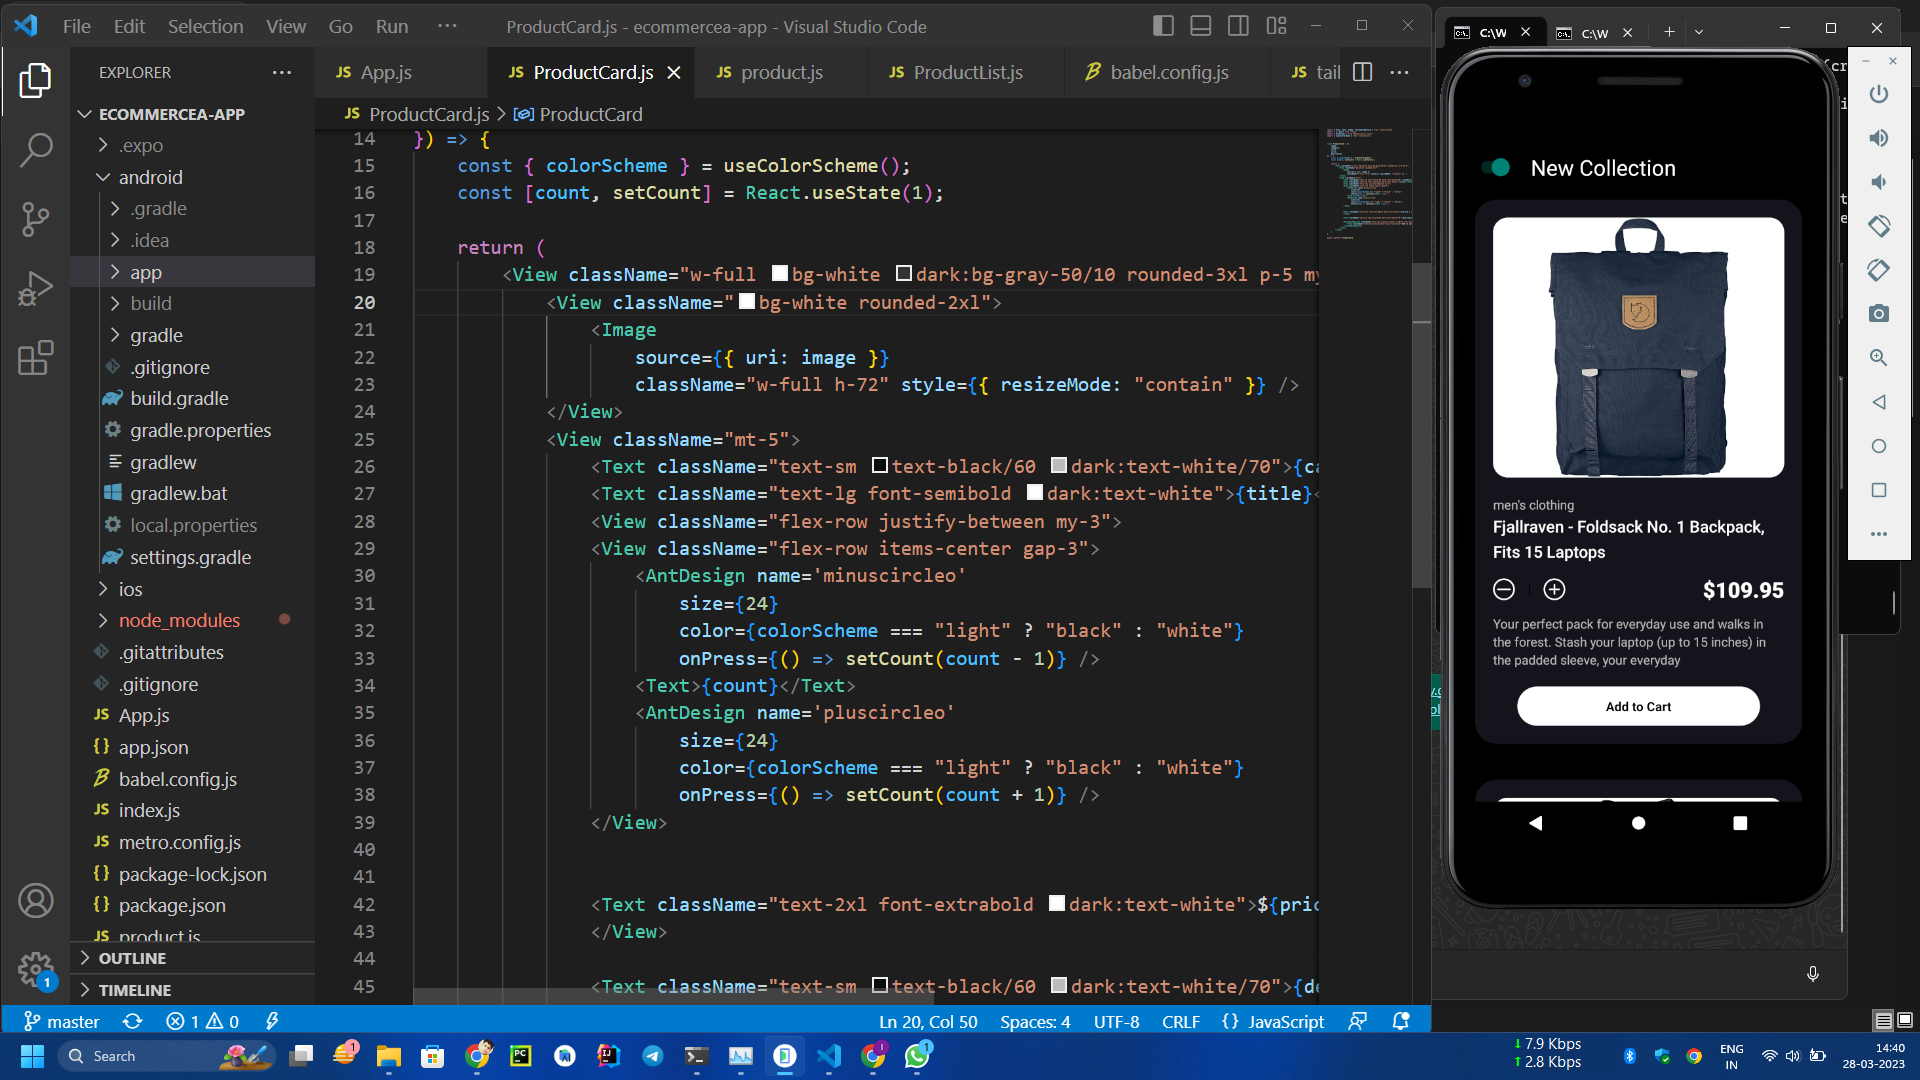 File Edit Selection View Go Run ···
ProductCard.js - ecommercea-app - Visual Studio Code
EXPLORER
ECOMMERCEA-APP
.expo
android
.gradle
.idea
app
build
gradle
.gitignore
build.gradle
gradle.properties
gradlew
gradlew.bat
local.properties
settings.gradle
ios
node_modules
.gitattributes
.gitignore
App.js
app.json
babel.config.js
index.js
metro.config.js
package-lock.json
package.json
product.js
OUTLINE
TIMELINE
1
JS App.js
JS ProductCard.js
JS product.js
JS ProductList.js
babel.config.js
JS tail
JS ProductCard.js > ProductCard
14 }) => {
15 const { colorScheme } = useColorScheme();
16 const [count, setCount] = React.useState(1);
17
18 return (
19 <View className="w-full bg-white dark:bg-gray-50/10 rounded-3xl p-5 my
20 <View className="bg-white rounded-2xl">
21 <Image
22 source={{ uri: image }}
23 className="w-full h-72" style={{ resizeMode: "contain" }} />
24 </View>
25 <View className="mt-5">
26 <Text className="text-sm text-black/60 dark:text-white/70">{ca
27 <Text className="text-lg font-semibold dark:text-white">{title}<
28 <View className="flex-row justify-between my-3">
29 <View className="flex-row items-center gap-3">
30 <AntDesign name='minuscircleo'
31 size={24}
32 color={colorScheme === "light" ? "black" : "white"}
33 onPress={() => setCount(count - 1)} />
34 <Text>{count}</Text>
35 <AntDesign name='pluscircleo'
36 size={24}
37 color={colorScheme === "light" ? "black" : "white"}
38 onPress={() => setCount(count + 1)} />
39 </View>
40
41
42 <Text className="text-2xl font-extrabold dark:text-white">${pric
43 </View>
44
45 <Text className="text-sm text-black/60 dark:text-white/70">{de
master
1 0
Ln 20, Col 50 Spaces: 4 UTF-8 CRLF {} JavaScript
C:\W
C:\W
New Collection
men's clothing
Fjallraven - Foldsack No. 1 Backpack,
Fits 15 Laptops
$109.95
Your perfect pack for everyday use and walks in
the forest. Stash your laptop (up to 15 inches) in
the padded sleeve, your everyday
Add to Cart
Search
1
PC
IJ
1
1
7.9 Kbps
2.8 Kbps
ENG
IN
14:40
28-03-2023